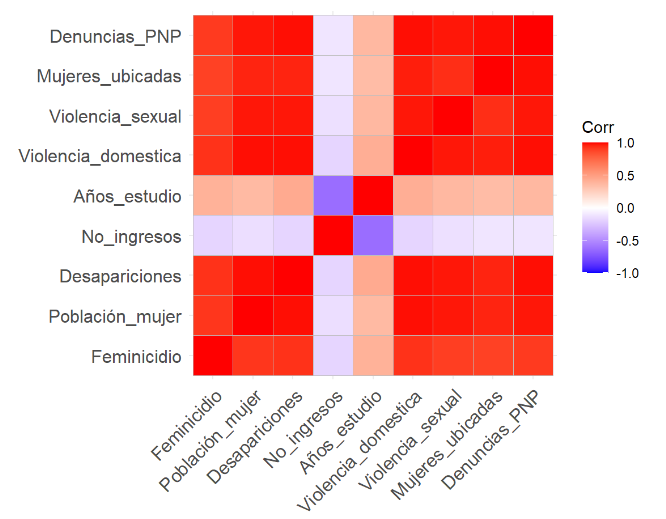 Denuncias_PNP
Mujeres_ubicadas
Violencia_sexual
Violencia_domestica
Años_estudio
No_ingresos
Desapariciones
Población_mujer
Feminicidio
Feminicidio
Población_mujer
Desapariciones
No_ingresos
Años_estudio
Violencia_domestica
Violencia_sexual
Mujeres_ubicadas
Denuncias_PNP
Corr
1.0
0.5
0.0
-0.5
-1.0